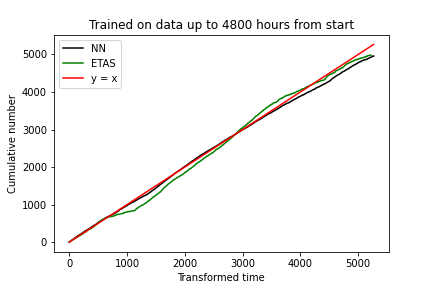 Trained on data up to 4800 hours from start
NN
ETAS
y = x
Cumulative number
5000
4000
3000
2000
1000
0
0 1000 2000 3000 4000 5000
Transformed time